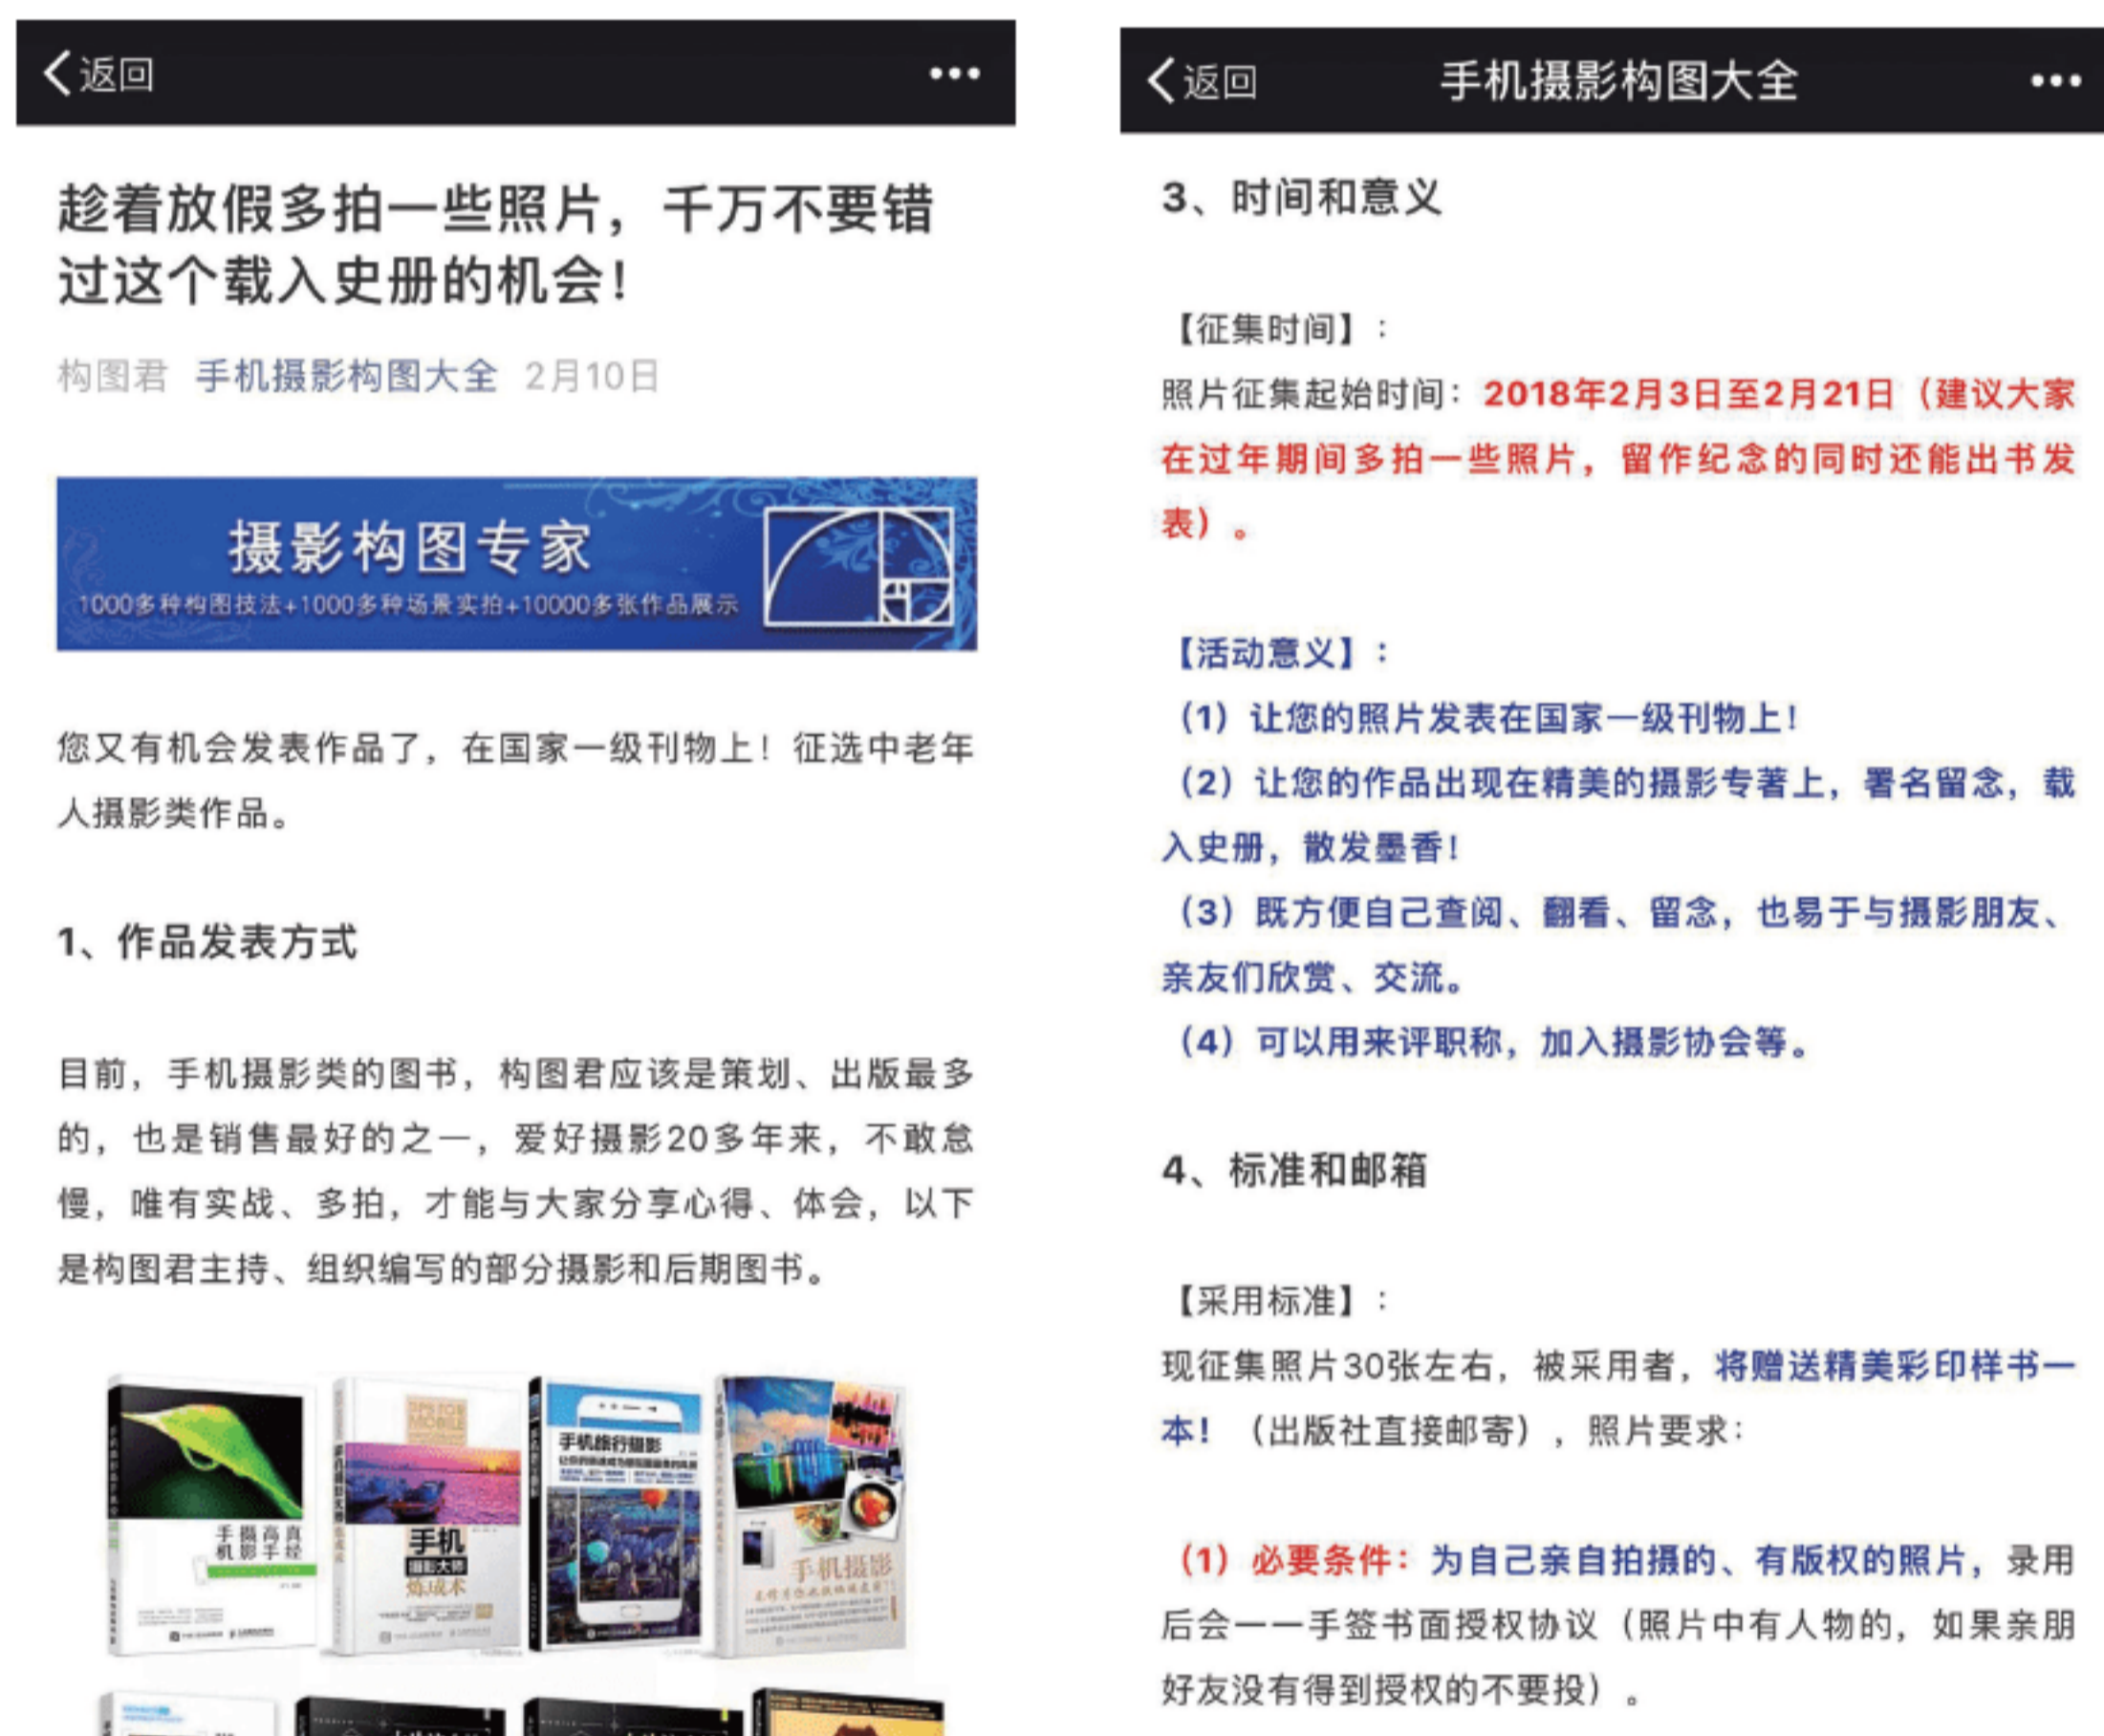 返回
趁着放假多拍一些照片，千万不要错
过这个载入史册的机会！
构图君 手机摄影构图大全 2月10日
摄影构图专家
1000多种构图技法+1000多种场景实拍+10000多张作品展示
您又有机会发表作品了，在国家一级刊物上！征选中老年
人摄影类作品。
1、作品发表方式
目前，手机摄影类的图书，构图君应该是策划、出版最多
的，也是销售最好的之一，爱好摄影20多年来，不敢怠
慢，唯有实战、多拍，才能与大家分享心得、体会，以下
是构图君主持、组织编写的部分摄影和后期图书。
手机
摄影
高手
真经
手机
摄影大师
炼成术
手机旅行摄影
手机摄影
返回
手机摄影构图大全
3、时间和意义
【征集时间】：
照片征集起始时间：2018年2月3日至2月21日（建议大家
在过年期间多拍一些照片，留作纪念的同时还能出书发
表）。
【活动意义】：
（1）让您的照片发表在国家一级刊物上！
（2）让您的作品出现在精美的摄影专著上，署名留念，载
入史册，散发墨香！
（3）既方便自己查阅、翻看、留念，也易于与摄影朋友、
亲友们欣赏、交流。
（4）可以用来评职称，加入摄影协会等。
4、标准和邮箱
【采用标准】：
现征集照片30张左右，被采用者，将赠送精美彩印样书一
本！（出版社直接邮寄），照片要求：
（1）必要条件：为自己亲自拍摄的、有版权的照片，录用
后会一一手签书面授权协议（照片中有人物的，如果亲朋
好友没有得到授权的不要投）。